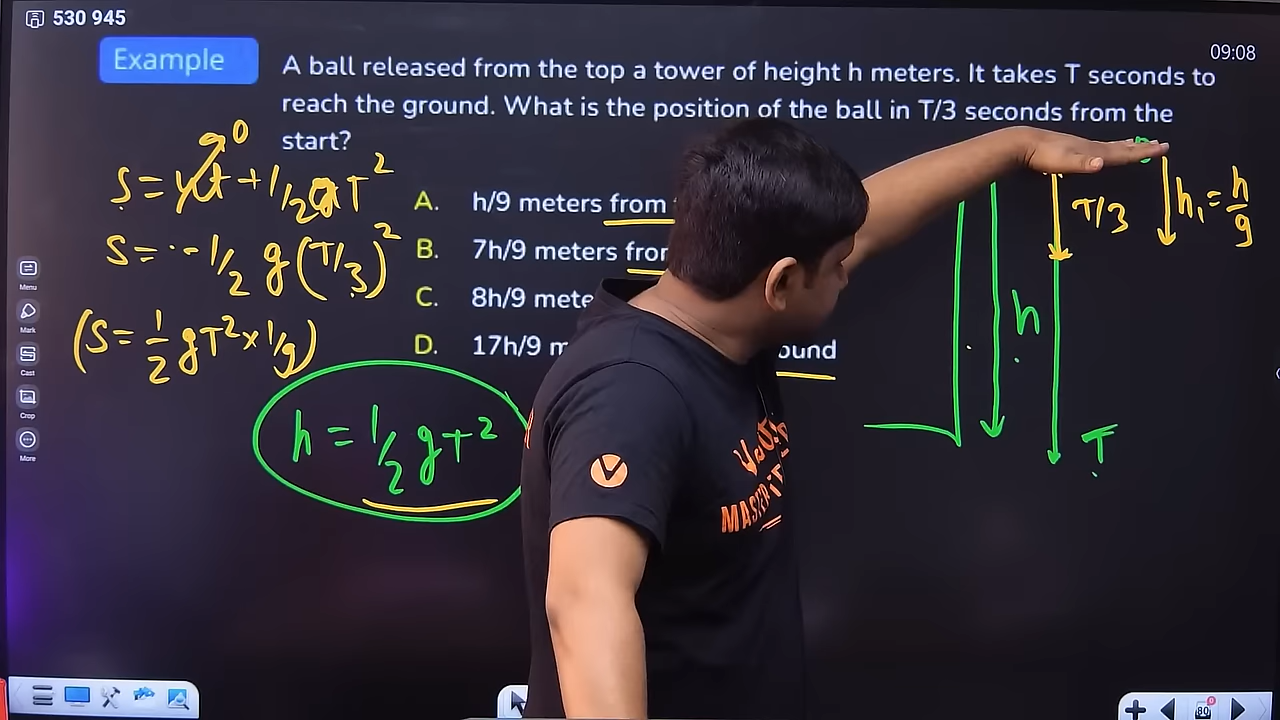 530 945
09:08
Example
A ball released from the top a tower of height h meters. It takes T seconds to
reach the ground. What is the position of the ball in T/3 seconds from the
start?
S = ut + 1/2 aT²
S = - 1/2 g (T/3)²
(S = 1/2 gT² × 1/9)
h = 1/2 gt²
A. h/9 meters from
B. 7h/9 meters
C. 8h/9
D. 17h/9
T/3
h₁ = h/9
h
T
Menu
Mark
Cast
Crop
More
V
MASTER